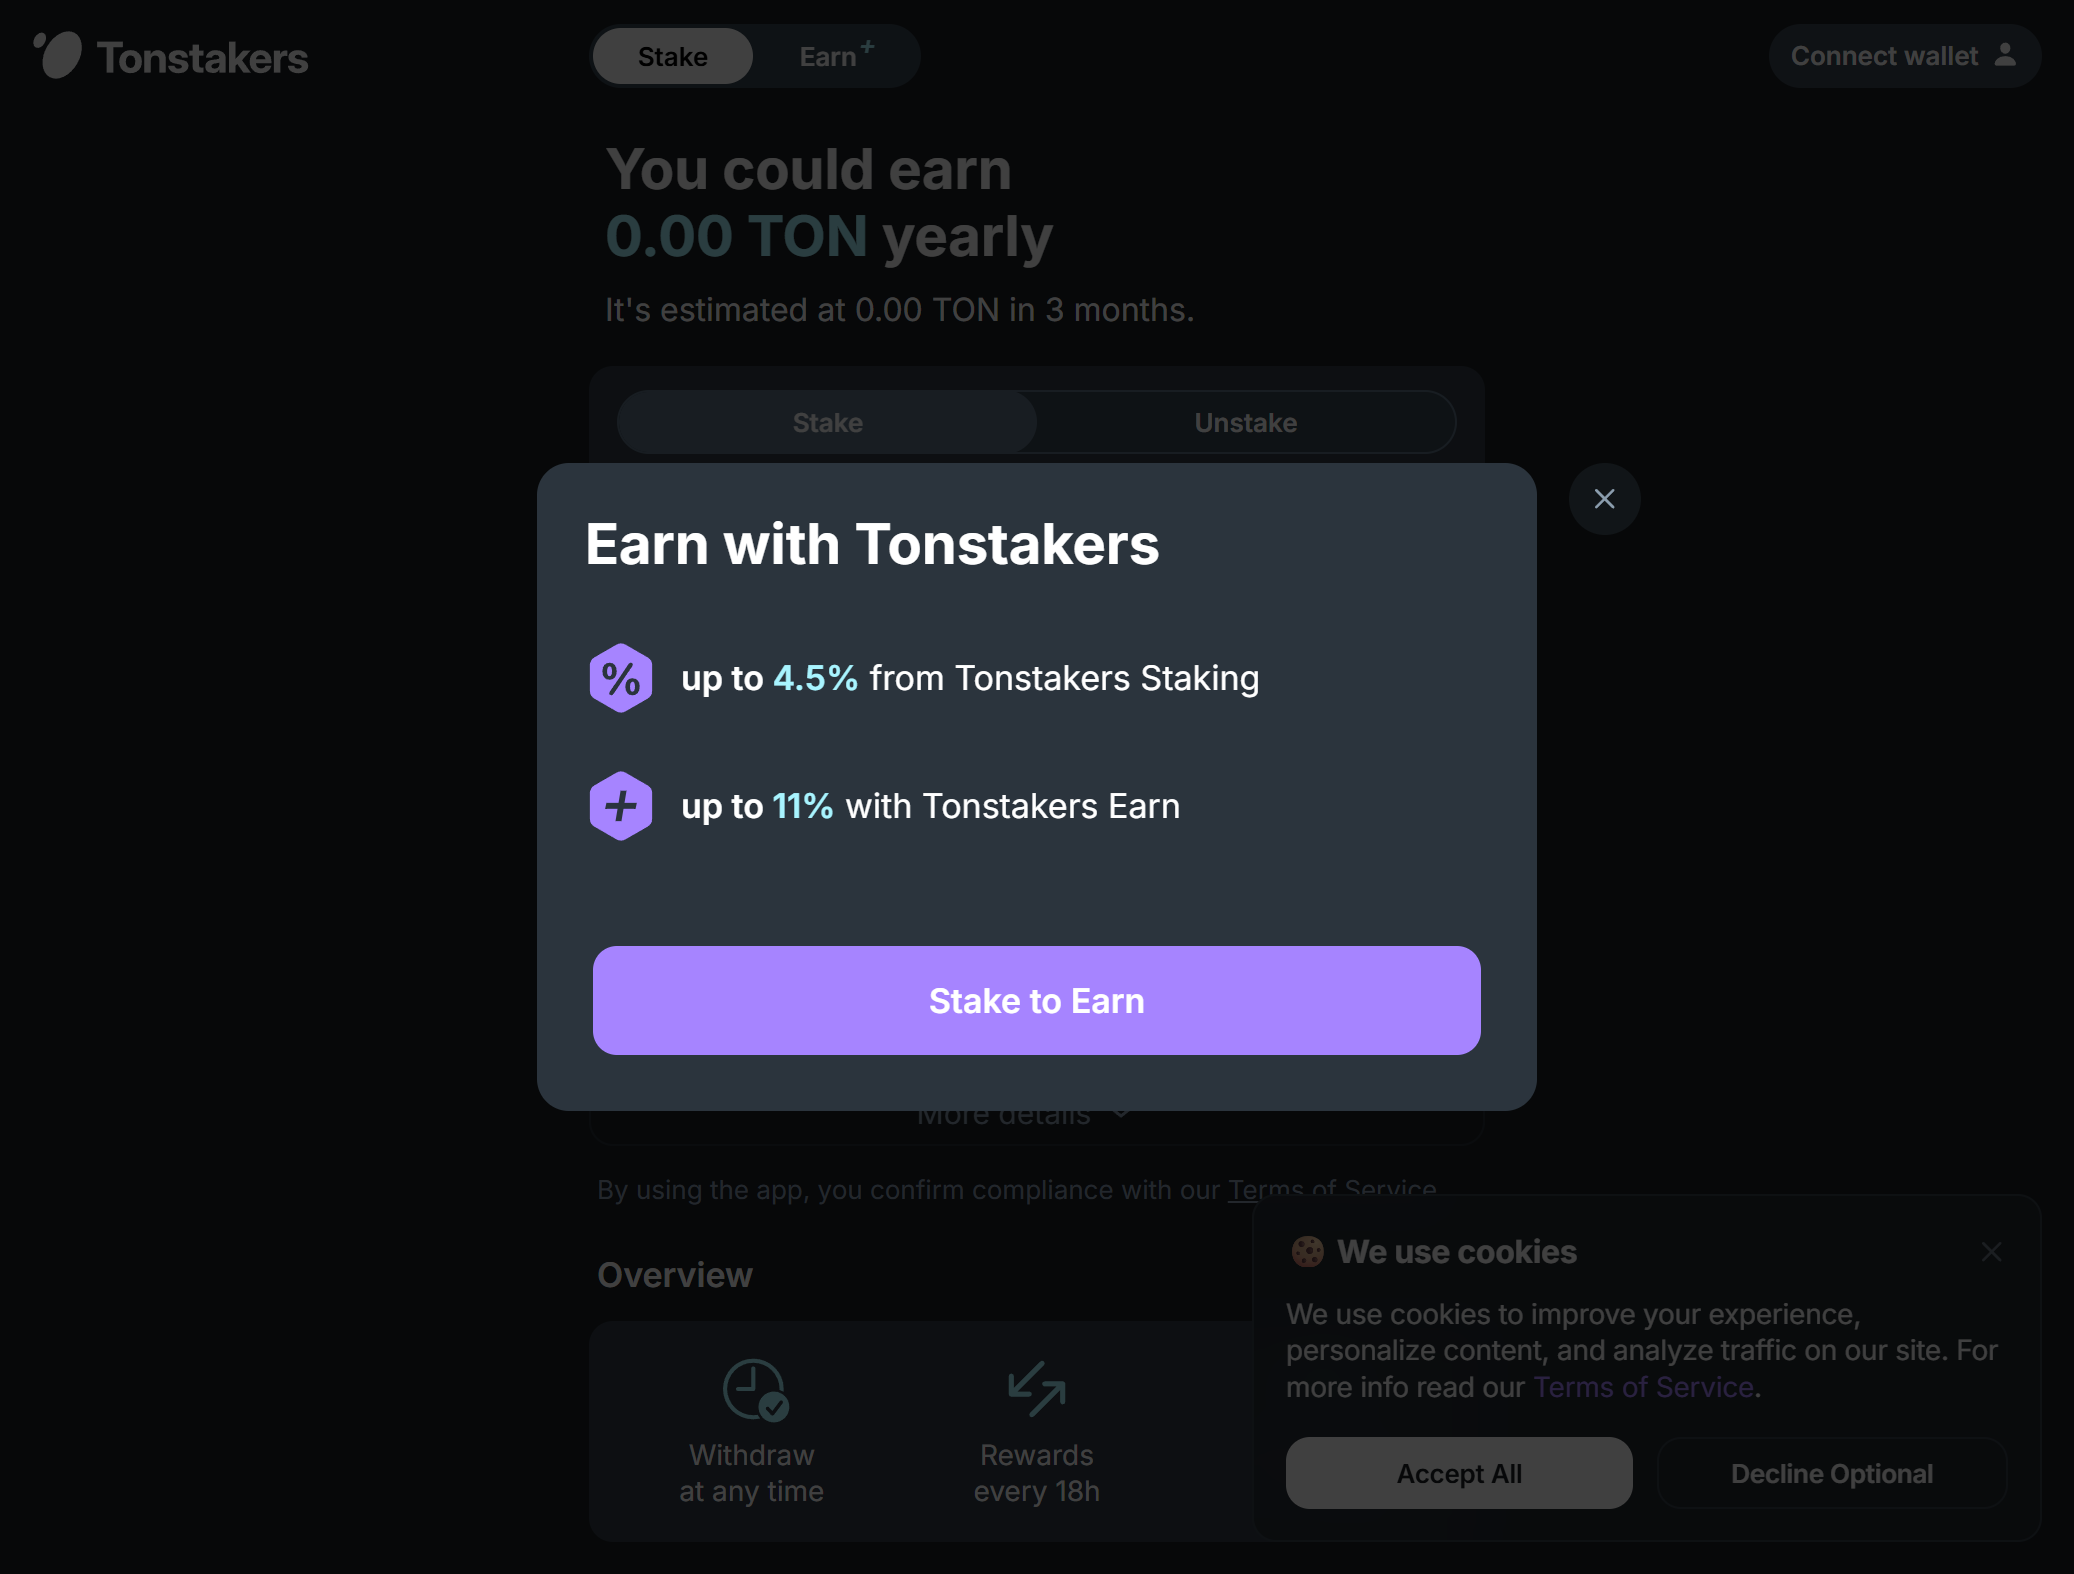 Tonstakers
Stake
Earn+
Connect wallet
You could earn
0.00 TON yearly
It's estimated at 0.00 TON in 3 months.
Stake
Unstake
Earn with Tonstakers
% up to 4.5% from Tonstakers Staking
+ up to 11% with Tonstakers Earn
Stake to Earn
More details
By using the app, you confirm compliance with our Terms of Service
Overview
Withdraw
at any time
Rewards
every 18h
We use cookies
We use cookies to improve your experience,
personalize content, and analyze traffic on our site. For
more info read our Terms of Service.
Accept All
Decline Optional